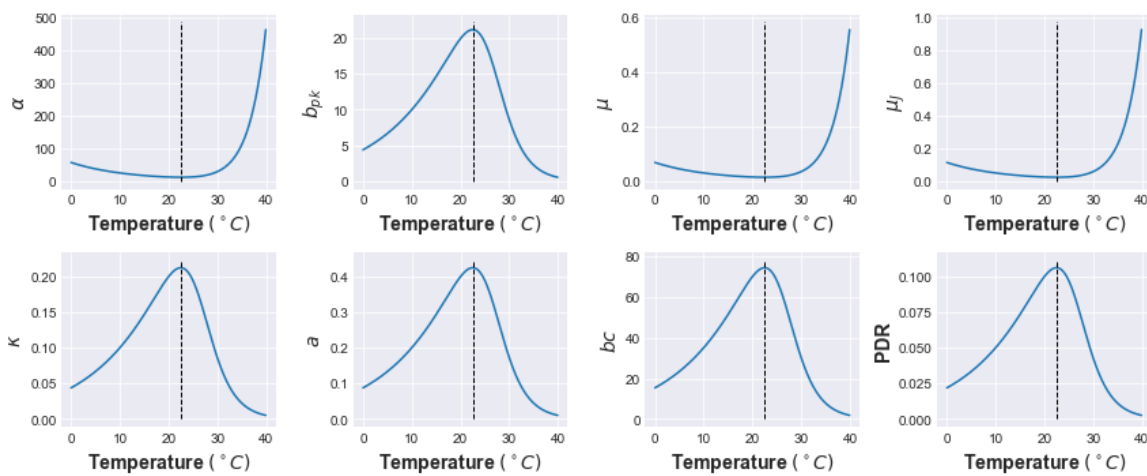 α
500
400
300
200
100
0
0 10 20 30 40
Temperature (°C)
b_pk
20
15
10
5
0
0 10 20 30 40
Temperature (°C)
μ
0.6
0.4
0.2
0.0
0 10 20 30 40
Temperature (°C)
μ_J
1.0
0.8
0.6
0.4
0.2
0.0
0 10 20 30 40
Temperature (°C)
κ
0.20
0.15
0.10
0.05
0.00
0 10 20 30 40
Temperature (°C)
a
0.4
0.3
0.2
0.1
0.0
0 10 20 30 40
Temperature (°C)
bc
80
60
40
20
0
0 10 20 30 40
Temperature (°C)
PDR
0.100
0.075
0.050
0.025
0.000
0 10 20 30 40
Temperature (°C)